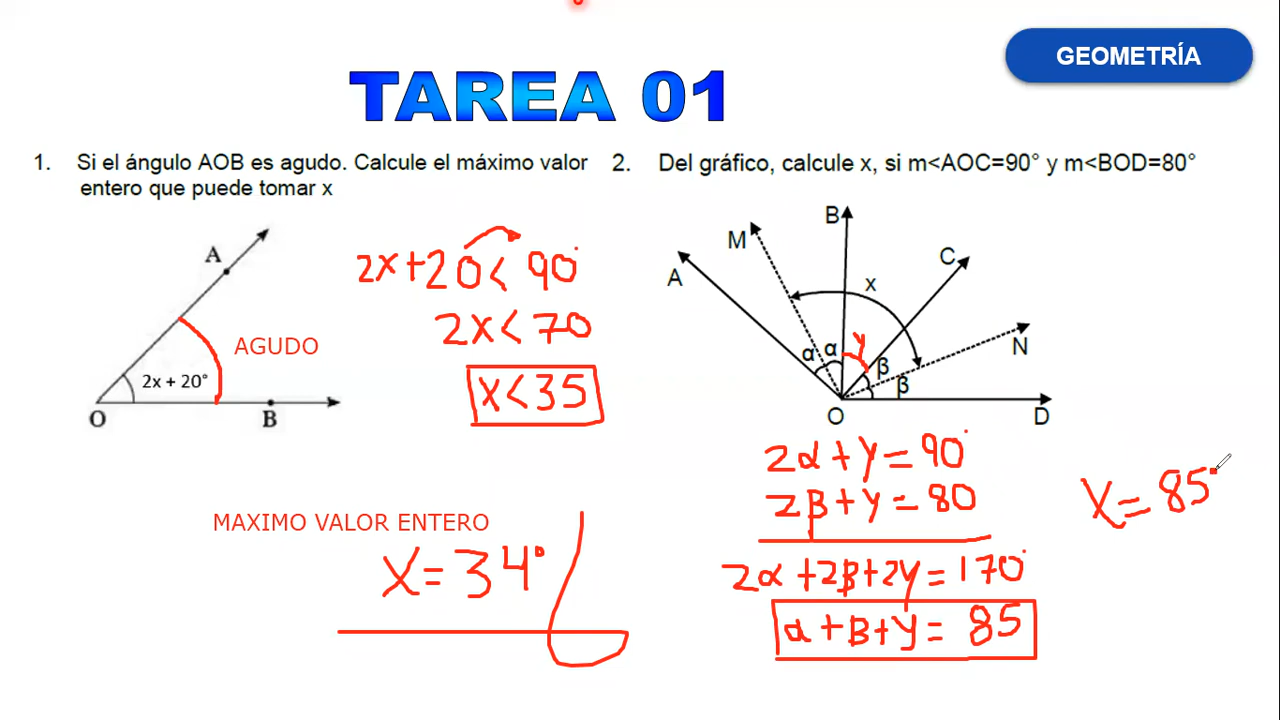 GEOMETRÍA
TAREA 01
1. Si el ángulo AOB es agudo. Calcule el máximo valor
entero que puede tomar x
A
AGUDO
2x + 20°
O
B
2x+20<90°
2x<70
x<35
MAXIMO VALOR ENTERO
x=34°
2. Del gráfico, calcule x, si m<AOC=90° y m<BOD=80°
B
M
C
A
x
N
α
α
y
β
β
O
D
2α+y=90°
2β+y=80
2α+2β+2y=170°
α+β+y=85
x=85°